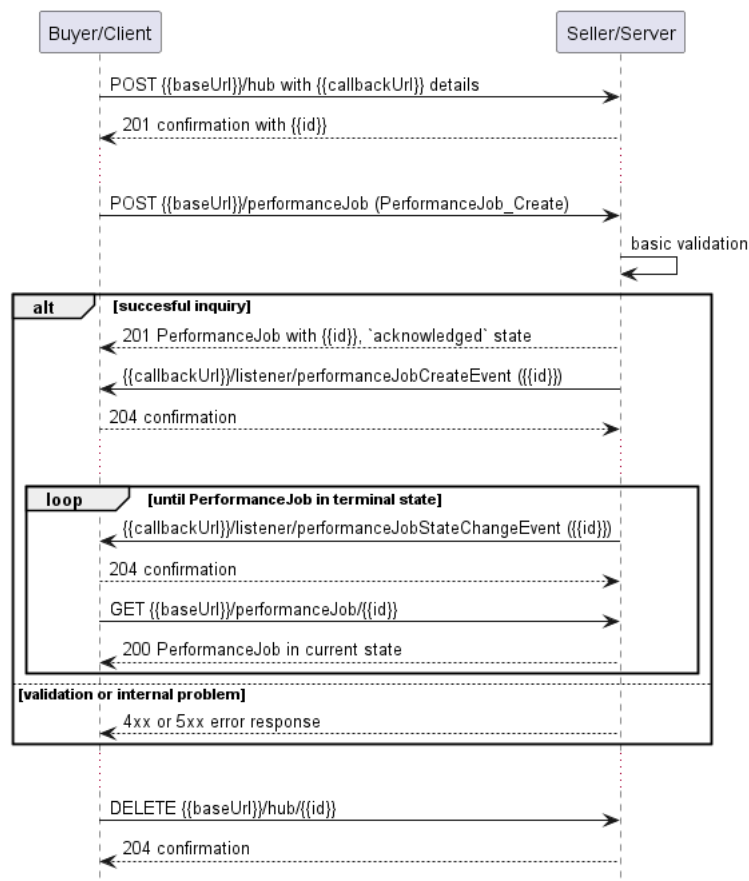 Buyer/Client
Seller/Server
POST {{baseUrl}}/hub with {{callbackUrl}} details
201 confirmation with {{id}}
POST {{baseUrl}}/performanceJob (PerformanceJob_Create)
basic validation
alt
[succesful inquiry]
201 PerformanceJob with {{id}}, `acknowledged` state
{{callbackUrl}}/listener/performanceJobCreateEvent ({{id}})
204 confirmation
loop
[until PerformanceJob in terminal state]
{{callbackUrl}}/listener/performanceJobStateChangeEvent ({{id}})
204 confirmation
GET {{baseUrl}}/performanceJob/{{id}}
200 PerformanceJob in current state
[validation or internal problem]
4xx or 5xx error response
DELETE {{baseUrl}}/hub/{{id}}
204 confirmation